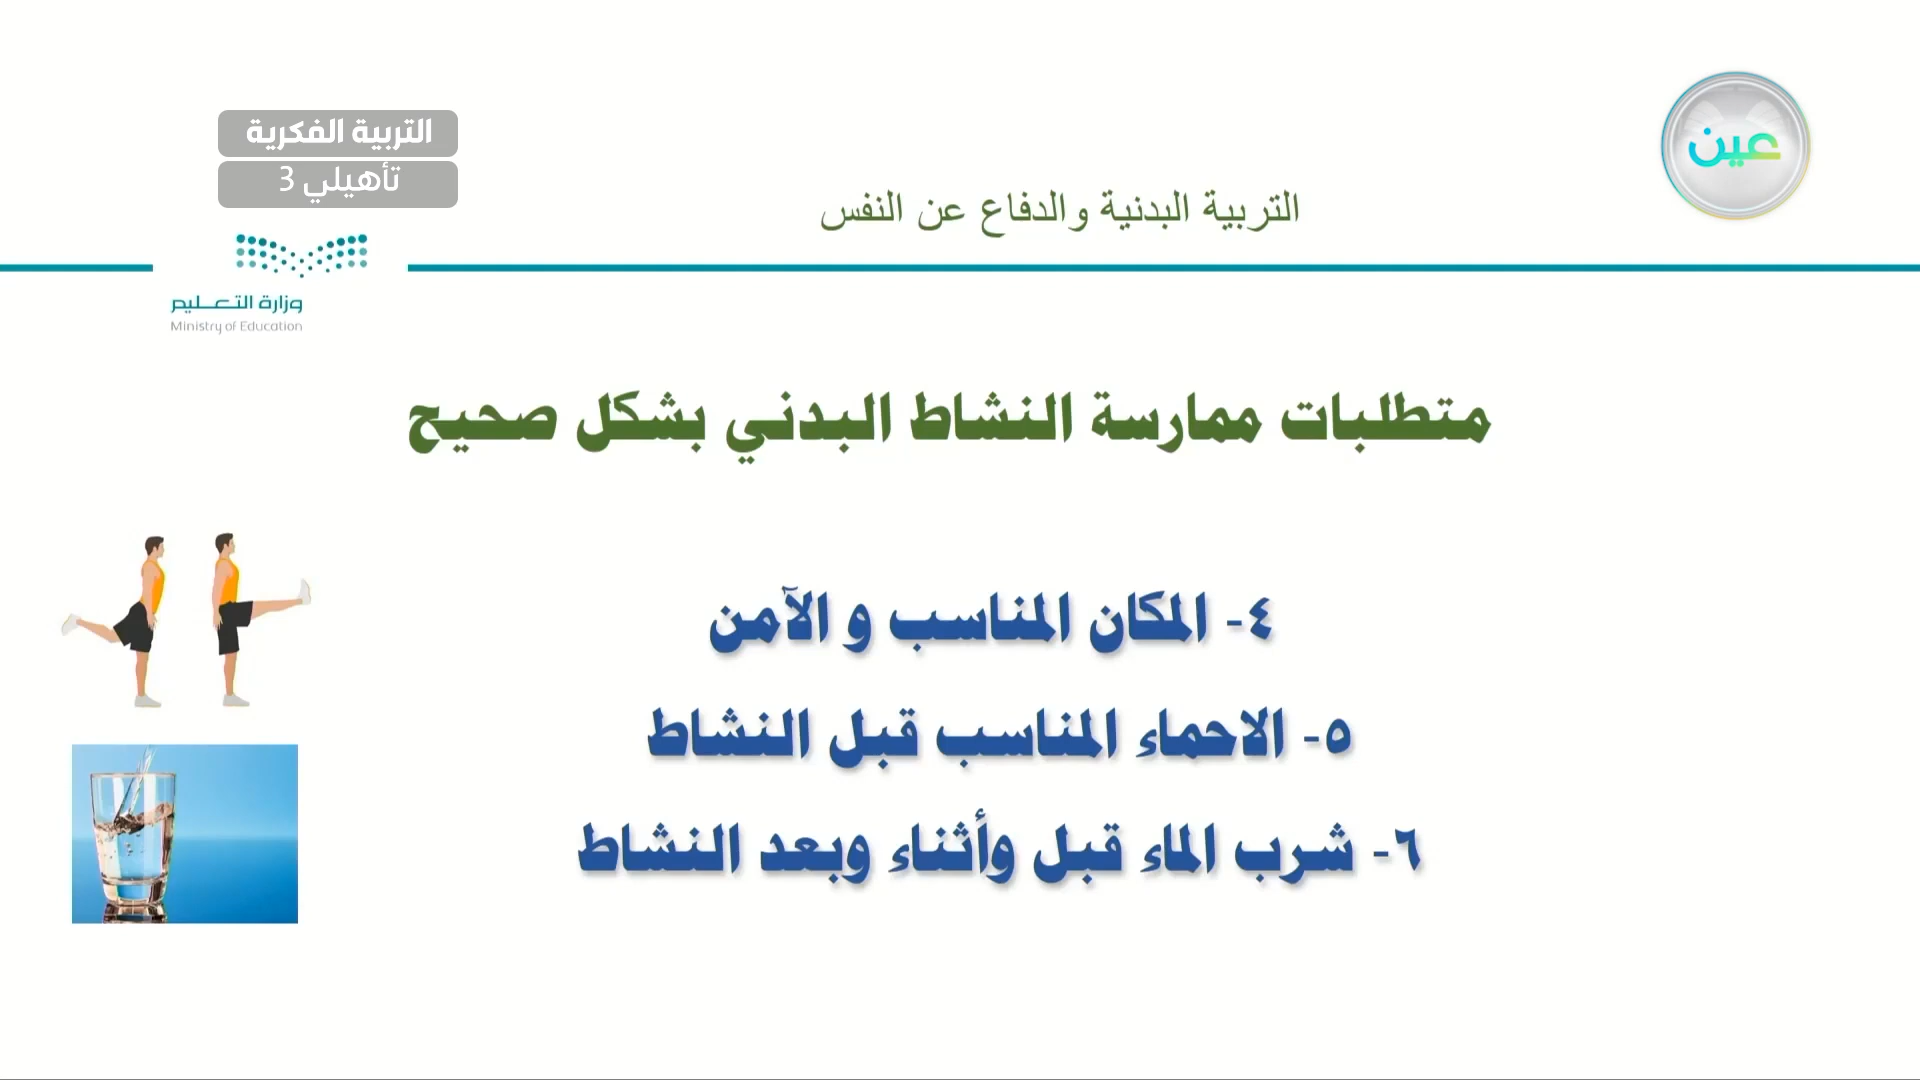 التربية الفكرية
تأهيلي 3
عين
التربية البدنية والدفاع عن النفس
وزارة التعليم
Ministry of Education
متطلبات ممارسة النشاط البدني بشكل صحيح
٤- المكان المناسب و الآمن
٥- الاحماء المناسب قبل النشاط
٦- شرب الماء قبل وأثناء وبعد النشاط